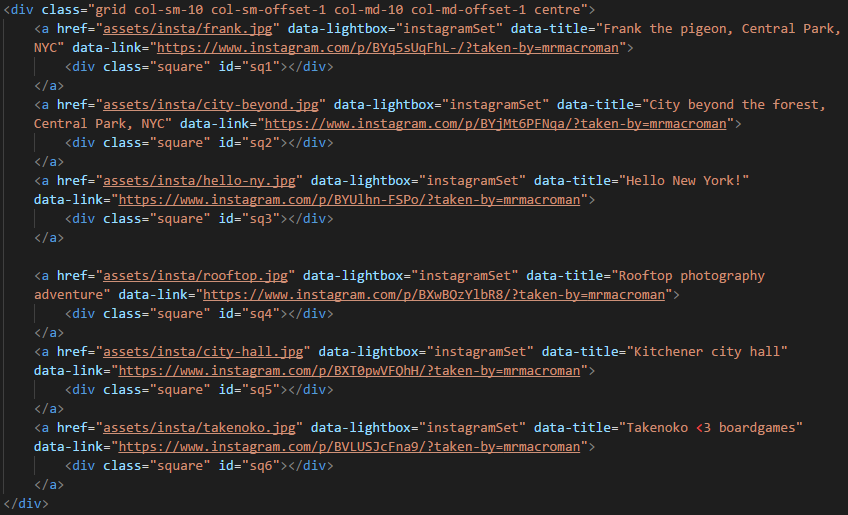 <div class="grid col-sm-10 col-sm-offset-1 col-md-10 col-md-offset-1 centre">
<a href="assets/insta/frank.jpg" data-lightbox="instagramSet" data-title="Frank the pigeon, Central Park,
NYC" data-link="https://www.instagram.com/p/BYq5sUqFhL-/?taken-by=mrmacroman">
<div class="square" id="sq1"></div>
</a>
<a href="assets/insta/city-beyond.jpg" data-lightbox="instagramSet" data-title="City beyond the forest,
Central Park, NYC" data-link="https://www.instagram.com/p/BYjMt6PFNqa/?taken-by=mrmacroman">
<div class="square" id="sq2"></div>
</a>
<a href="assets/insta/hello-ny.jpg" data-lightbox="instagramSet" data-title="Hello New York!"
data-link="https://www.instagram.com/p/BYUlhn-FSPo/?taken-by=mrmacroman">
<div class="square" id="sq3"></div>
</a>
<a href="assets/insta/rooftop.jpg" data-lightbox="instagramSet" data-title="Rooftop photography
adventure" data-link="https://www.instagram.com/p/BXwBQzYlbR8/?taken-by=mrmacroman">
<div class="square" id="sq4"></div>
</a>
<a href="assets/insta/city-hall.jpg" data-lightbox="instagramSet" data-title="Kitchener city hall"
data-link="https://www.instagram.com/p/BXT0pwVFQhH/?taken-by=mrmacroman">
<div class="square" id="sq5"></div>
</a>
<a href="assets/insta/takenoko.jpg" data-lightbox="instagramSet" data-title="Takenoko <3 boardgames"
data-link="https://www.instagram.com/p/BVLUSJcFna9/?taken-by=mrmacroman">
<div class="square" id="sq6"></div>
</a>
</div>